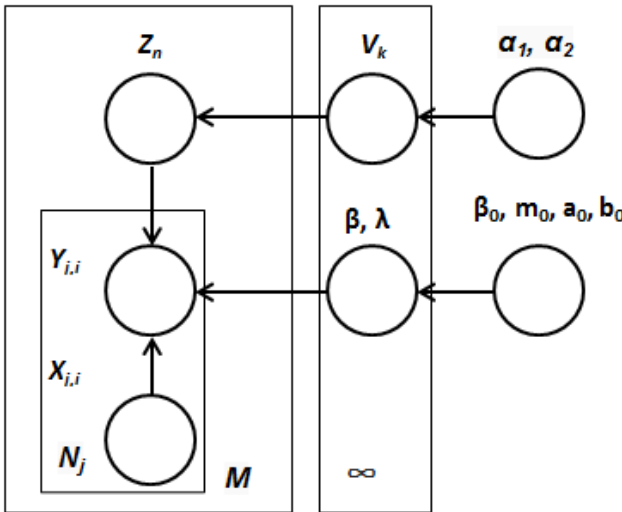 Zₙ
Vₖ
α₁, α₂
Yᵢ,ᵢ
β, λ
β₀, m₀, a₀, b₀
Xᵢ,ᵢ
Nⱼ
M
∞